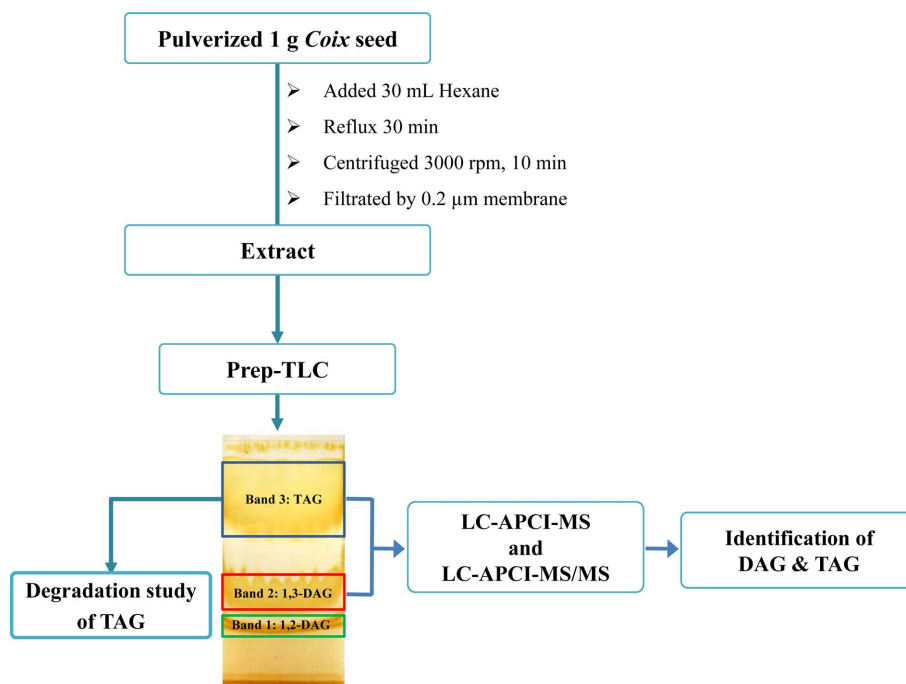 Pulverized 1 g Coix seed
➢ Added 30 mL Hexane
➢ Reflux 30 min
➢ Centrifuged 3000 rpm, 10 min
➢ Filtrated by 0.2 µm membrane
Extract
Prep-TLC
Band 3: TAG
Band 2: 1,3-DAG
Band 1: 1,2-DAG
Degradation study
of TAG
LC-APCI-MS
and
LC-APCI-MS/MS
Identification of
DAG & TAG